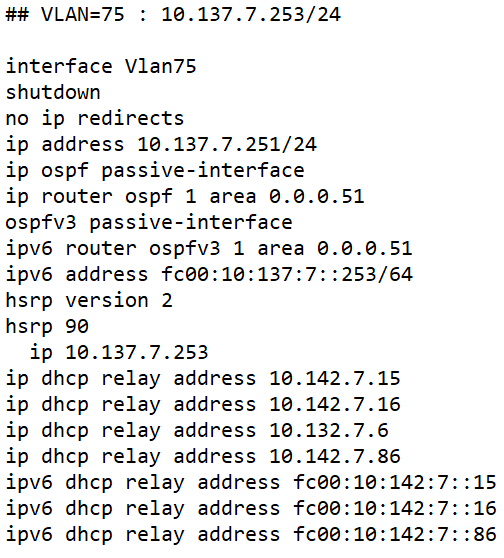 ## VLAN=75 : 10.137.7.253/24

interface Vlan75
shutdown
no ip redirects
ip address 10.137.7.251/24
ip ospf passive-interface
ip router ospf 1 area 0.0.0.51
ospfv3 passive-interface
ipv6 router ospfv3 1 area 0.0.0.51
ipv6 address fc00:10:137:7::253/64
hsrp version 2
hsrp 90
  ip 10.137.7.253
ip dhcp relay address 10.142.7.15
ip dhcp relay address 10.142.7.16
ip dhcp relay address 10.132.7.6
ip dhcp relay address 10.142.7.86
ipv6 dhcp relay address fc00:10:142:7::15
ipv6 dhcp relay address fc00:10:142:7::16
ipv6 dhcp relay address fc00:10:142:7::86